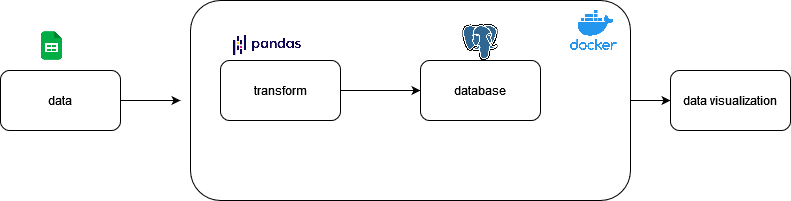 pandas
docker
data
transform
database
data visualization